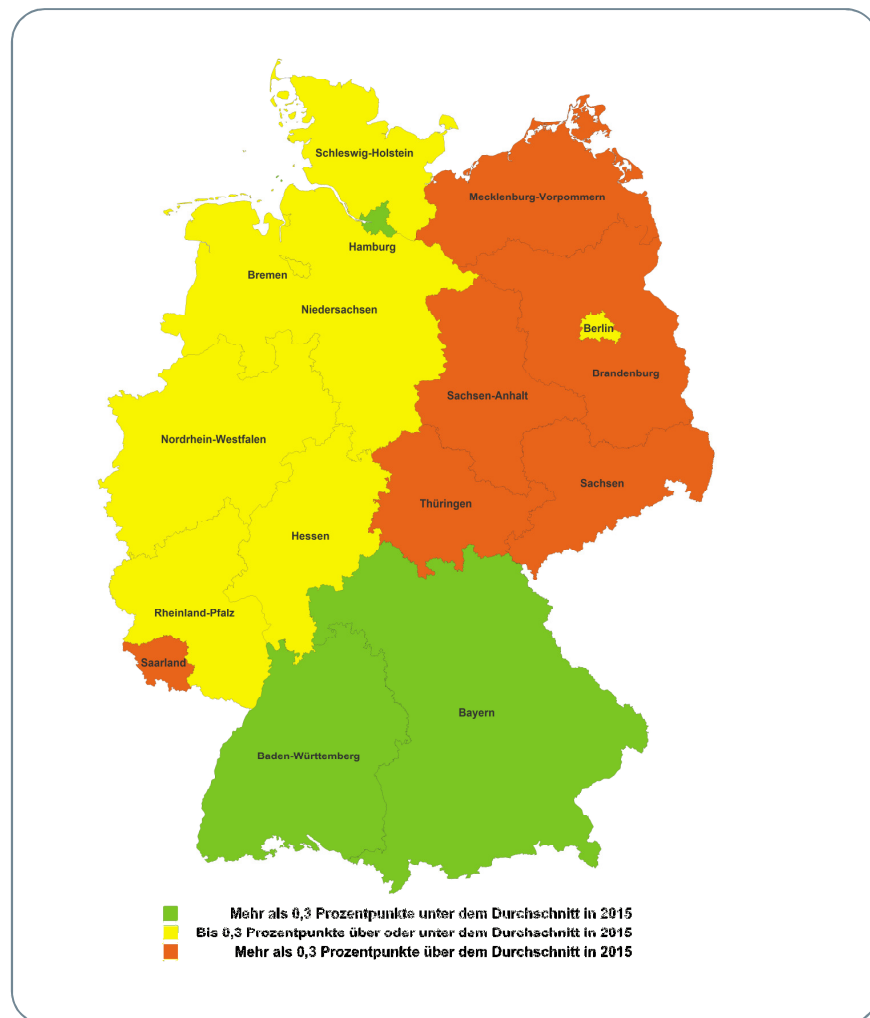 Schleswig-Holstein
Mecklenburg-Vorpommern
Hamburg
Bremen
Niedersachsen
Berlin
Drandenburg
Sachsen-Anhalt
Nordrhein-Westfalen
Sachsen
Thüringen
Hessen
Rheinland-Pfalz
Saarland
Bayern
Baden-Württemberg
Mehr als 0,3 Prozentpunkte unter dem Durchschnitt in 2015
Bis 0,3 Prozentpunkte über oder unter dem Durchschnitt in 2015
Mehr als 0,3 Prozentpunkte über dem Durchschnitt in 2015